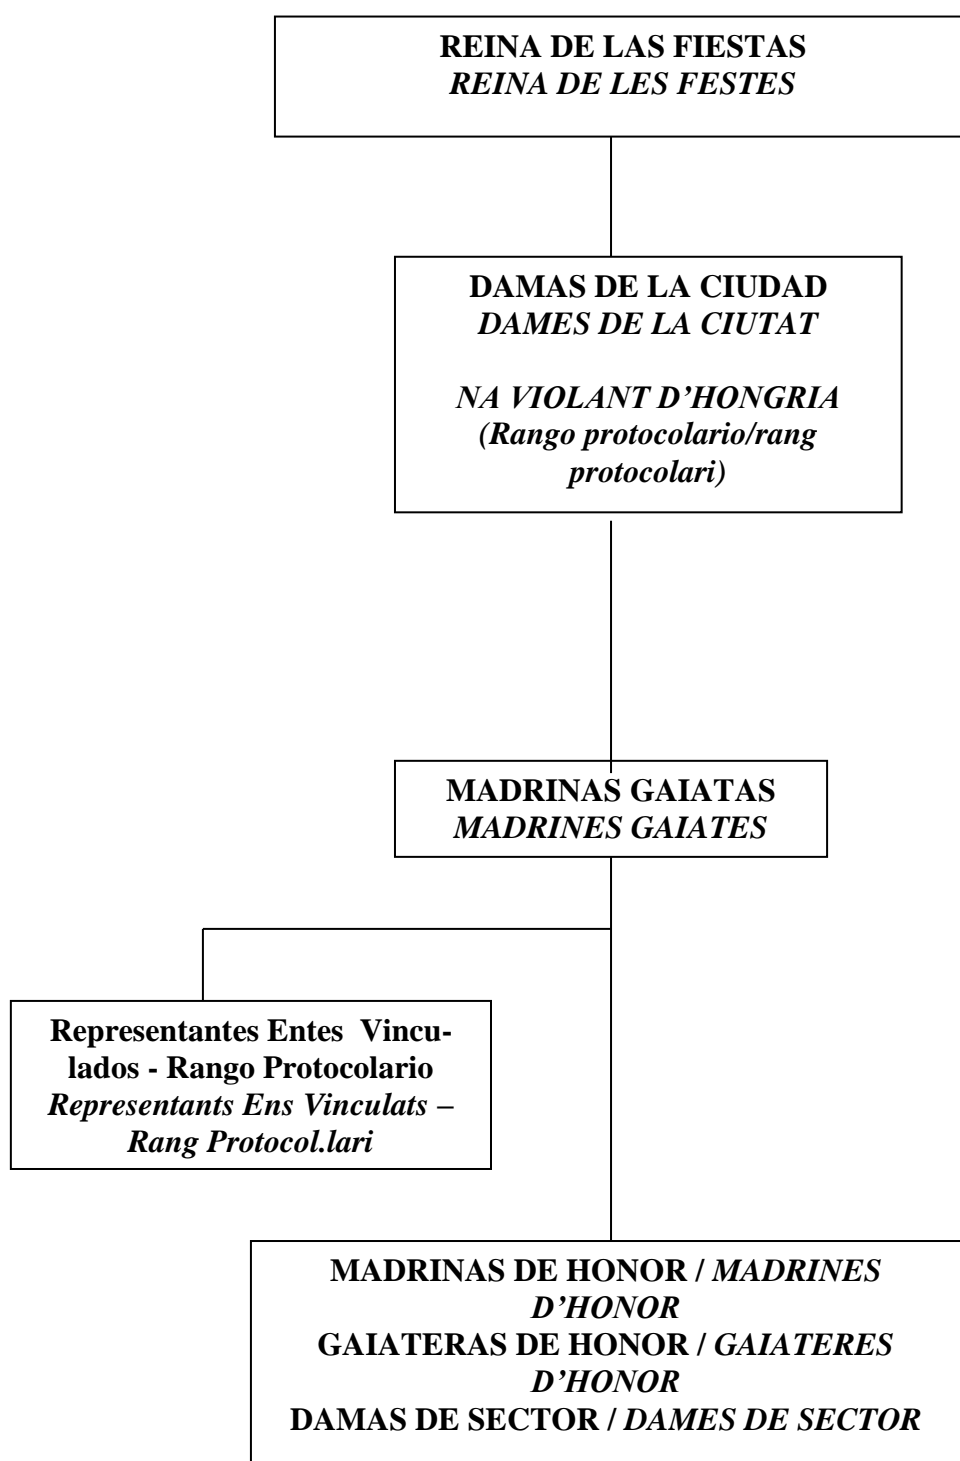 REINA DE LAS FIESTAS
REINA DE LES FESTES
DAMAS DE LA CIUDAD
DAMES DE LA CIUTAT
NA VIOLANT D’HONGRIA
(Rango protocolario/rang
protocolari)
MADRINAS GAIATAS
MADRINES GAIATES
Representantes Entes Vincu-
lados - Rango Protocolario
Representants Ens Vinculats –
Rang Protocol.lari
MADRINAS DE HONOR / MADRINES
D’HONOR
GAIATERAS DE HONOR / GAIATERES
D’HONOR
DAMAS DE SECTOR / DAMES DE SECTOR